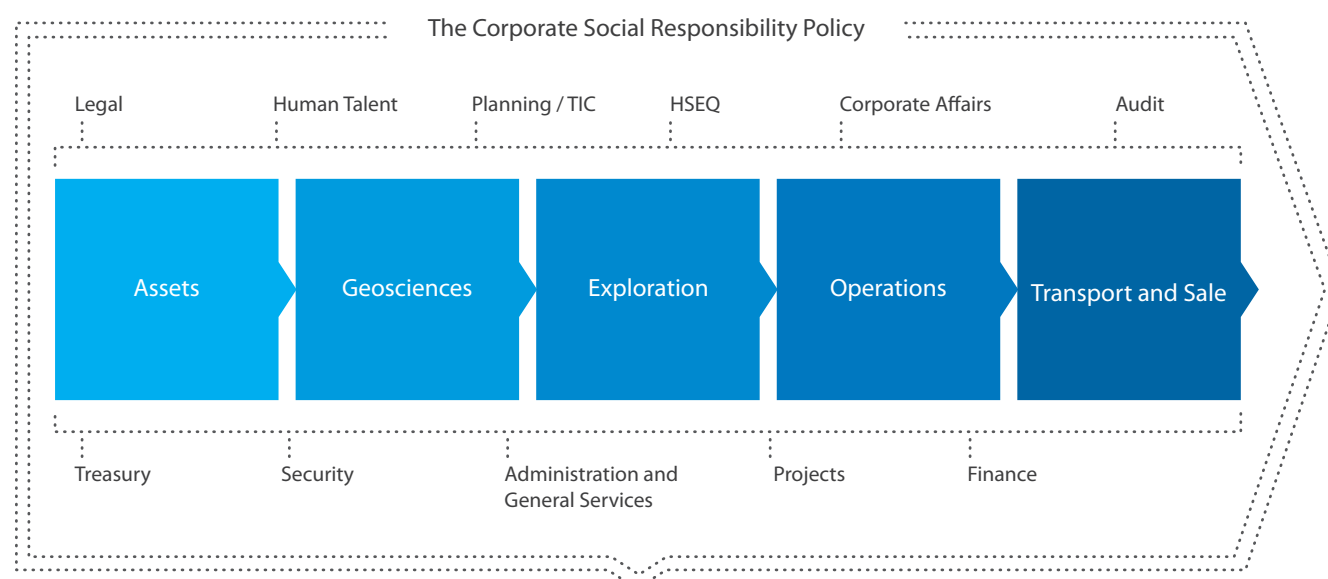 The Corporate Social Responsibility Policy
Legal
Human Talent
Planning / TIC
HSEQ
Corporate Affairs
Audit
Assets
Geosciences
Exploration
Operations
Transport and Sale
Treasury
Security
Administration and
General Services
Projects
Finance